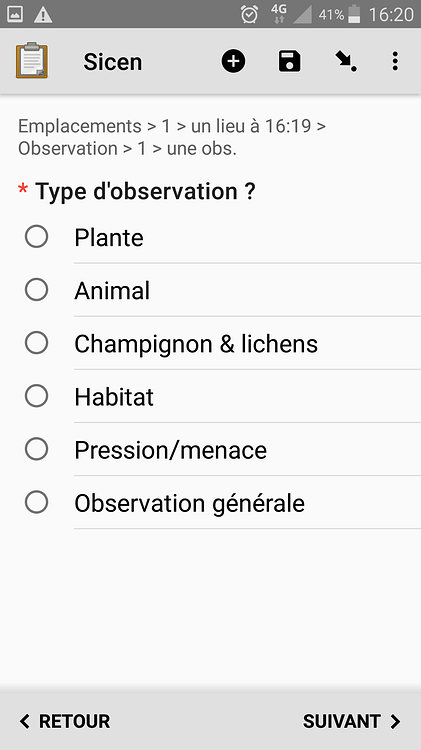 4G 41% 16:20
Sicen
Emplacements > 1 > un lieu à 16:19 >
Observation > 1 > une obs.
* Type d'observation ?
Plante
Animal
Champignon & lichens
Habitat
Pression/menace
Observation générale
RETOUR SUIVANT